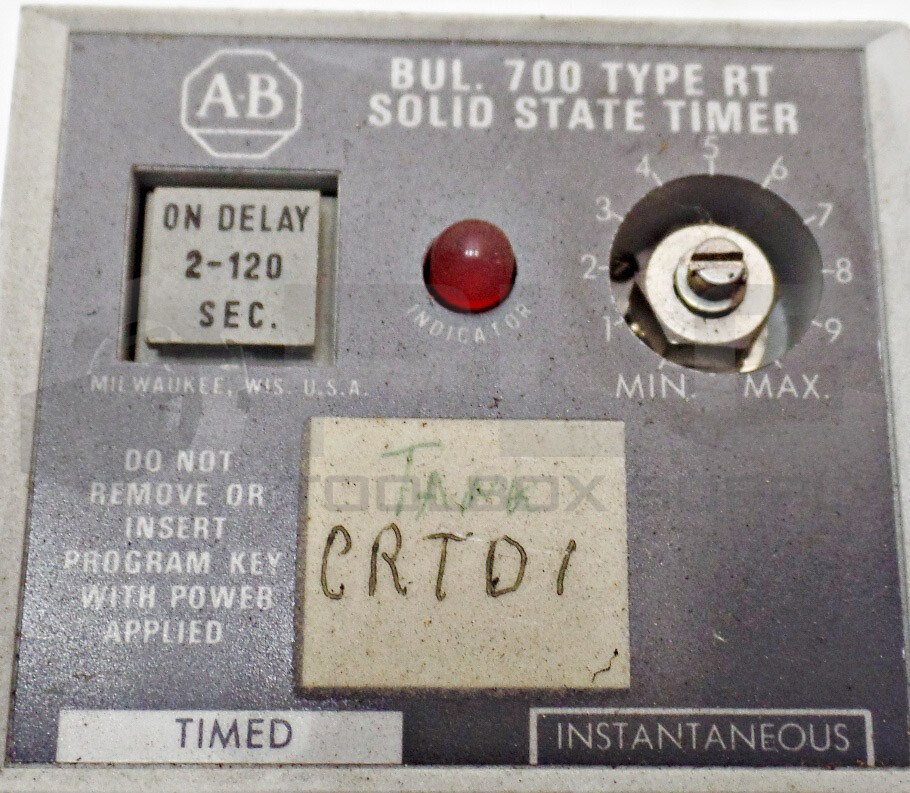 A-B
BUL. 700 TYPE RT
SOLID STATE TIMER
ON DELAY
2-120
SEC.
INDICATOR
MIN. 1 2 3 4 5 6 7 8 9 MAX.
MILWAUKEE, WIS. U.S.A.
DO NOT
REMOVE OR
INSERT
PROGRAM KEY
WITH POWER
APPLIED
CRTD1
TOOLBOX
TIMED
INSTANTANEOUS